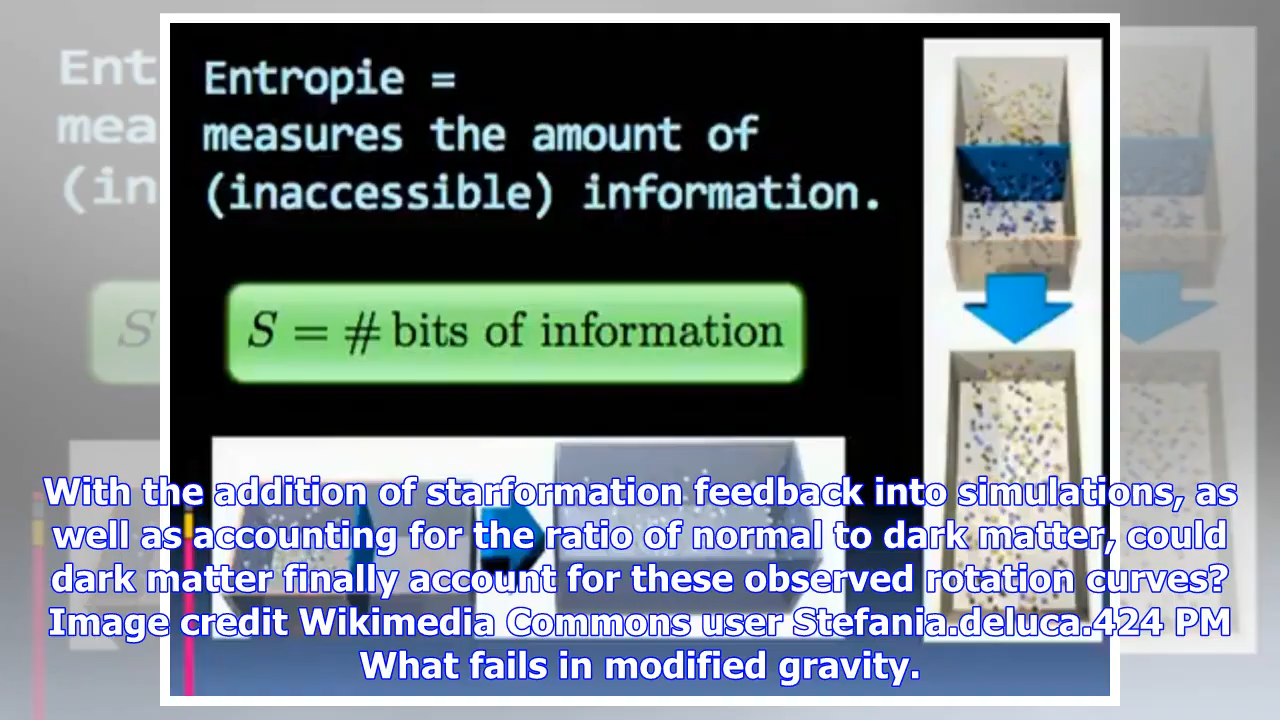 Entropie =
measures the amount of
(inaccessible) information.
S = # bits of information
With the addition of starformation feedback into simulations, as
well as accounting for the ratio of normal to dark matter, could
dark matter finally account for these observed rotation curves?
Image credit Wikimedia Commons user Stefania.deluca.424 PM
What fails in modified gravity.